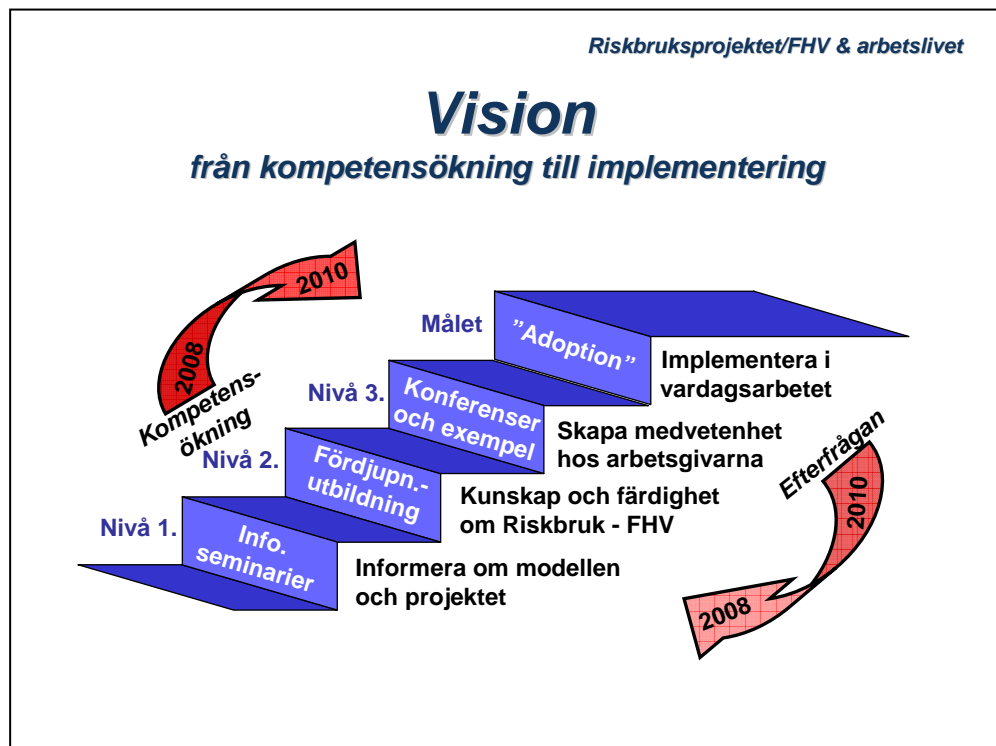 Riskbruksprojektet/FHV & arbetslivet
Vision
från kompetensökning till implementering
2010
2008
Kompetens-
ökning
Målet
”Adoption”
Implementera i
vardagsarbetet
Nivå 3.
Konferenser
och exempel
Skapa medvetenhet
hos arbetsgivarna
Nivå 2.
Fördjupn.-
utbildning
Kunskap och färdighet
om Riskbruk - FHV
Nivå 1.
Info.
seminarier
Informera om modellen
och projektet
Efterfrågan
2010
2008